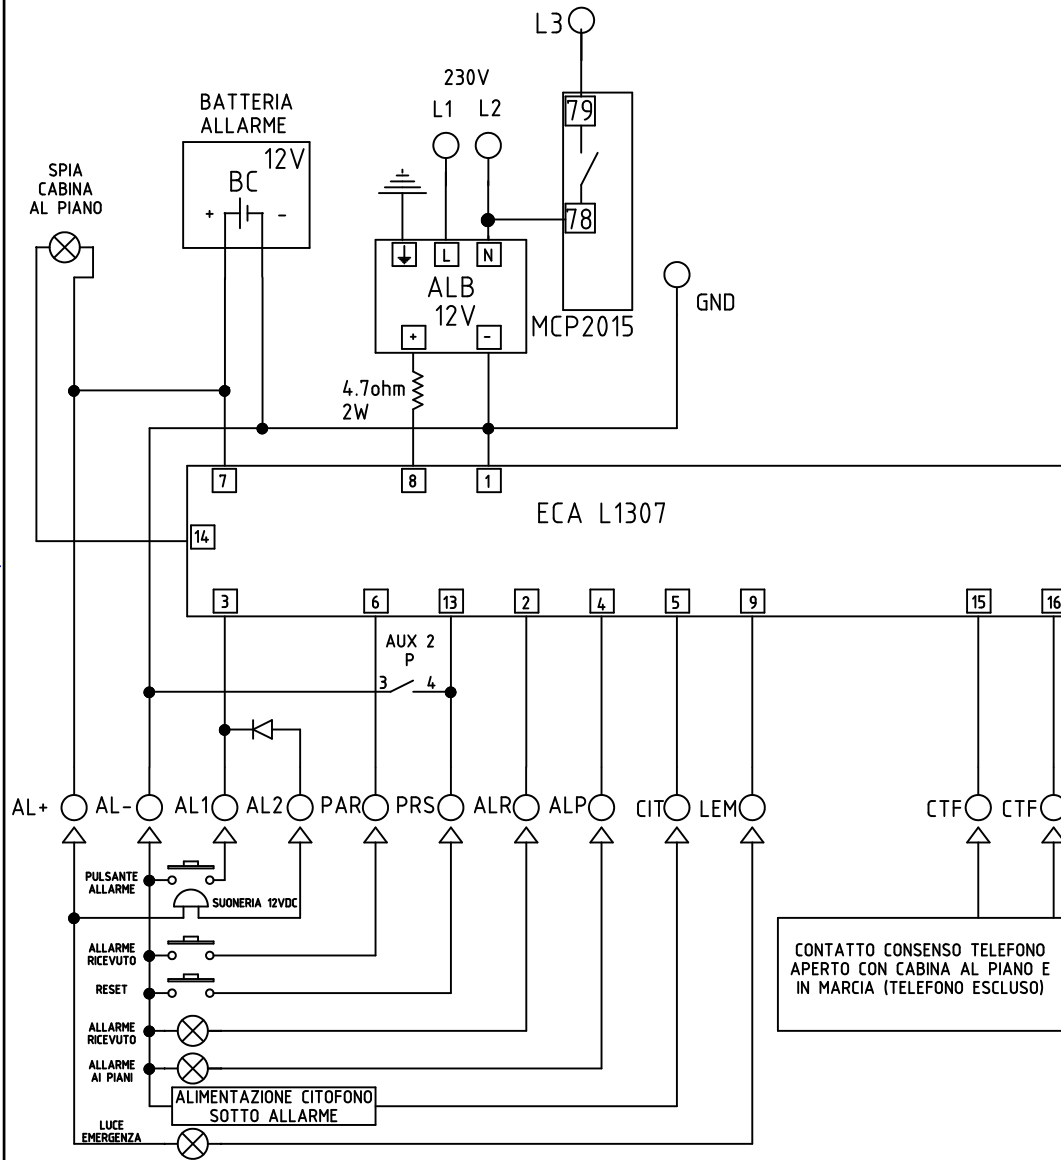 L3
230V
L1
L2
79
78
MCP2015
BATTERIA
ALLARME
12V
BC
+
-
SPIA
CABINA
AL PIANO
L
N
ALB
12V
+
-
GND
4.7ohm
2W
7
8
1
ECA L1307
14
3
6
13
2
4
5
9
15
16
AUX 2
P
3
4
AL+
AL-
AL1
AL2
PAR
PRS
ALR
ALP
CIT
LEM
CTF
CTF
PULSANTE
ALLARME
SUONERIA 12VDC
ALLARME
RICEVUTO
RESET
ALLARME
RICEVUTO
ALLARME
AI PIANI
ALIMENTAZIONE CITOFONO
SOTTO ALLARME
LUCE
EMERGENZA
CONTATTO CONSENSO TELEFONO
APERTO CON CABINA AL PIANO E
IN MARCIA (TELEFONO ESCLUSO)